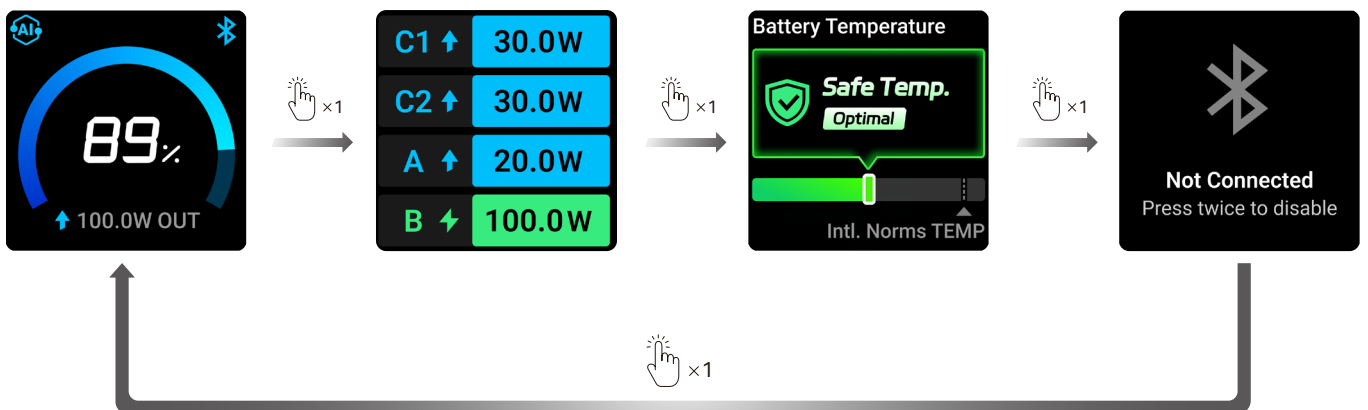 AI
89%
100.0W OUT
×1
C1 30.0W
C2 30.0W
A 20.0W
B 100.0W
×1
Battery Temperature
Safe Temp.
Optimal
Intl. Norms TEMP
×1
Not Connected
Press twice to disable
×1